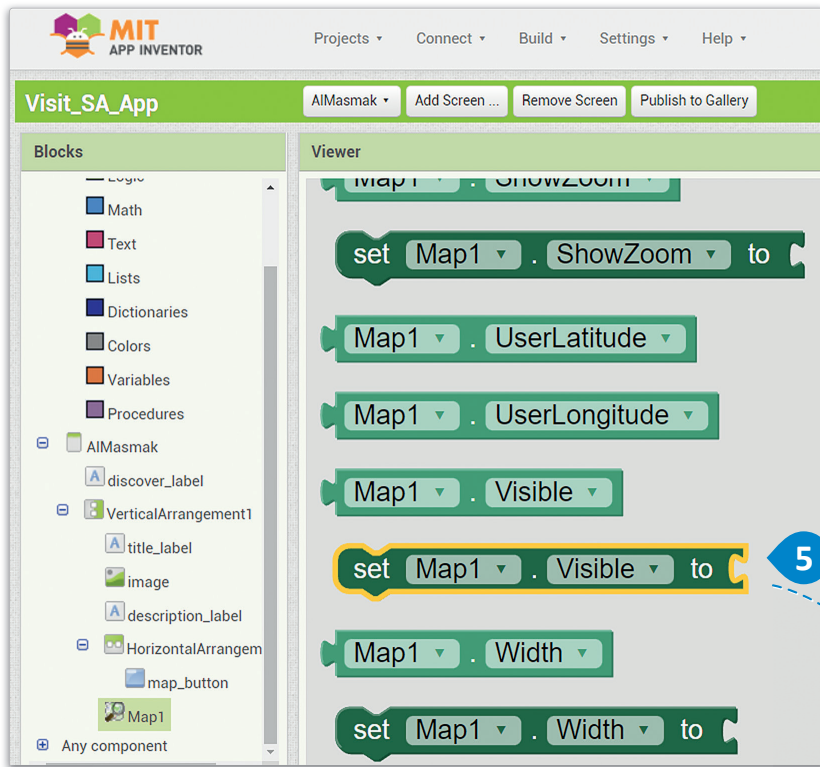 MIT
APP INVENTOR
Projects Connect Build Settings Help
Visit_SA_App
AlMasmak Add Screen ... Remove Screen Publish to Gallery
Blocks
Viewer
Logic
Math
Text
Lists
Dictionaries
Colors
Variables
Procedures
AlMasmak
discover_label
VerticalArrangement1
title_label
image
description_label
HorizontalArrangem
map_button
Map1
Any component
Map1 . ShowZoom
set Map1 . ShowZoom to
Map1 . UserLatitude
Map1 . UserLongitude
Map1 . Visible
set Map1 . Visible to
5
Map1 . Width
set Map1 . Width to